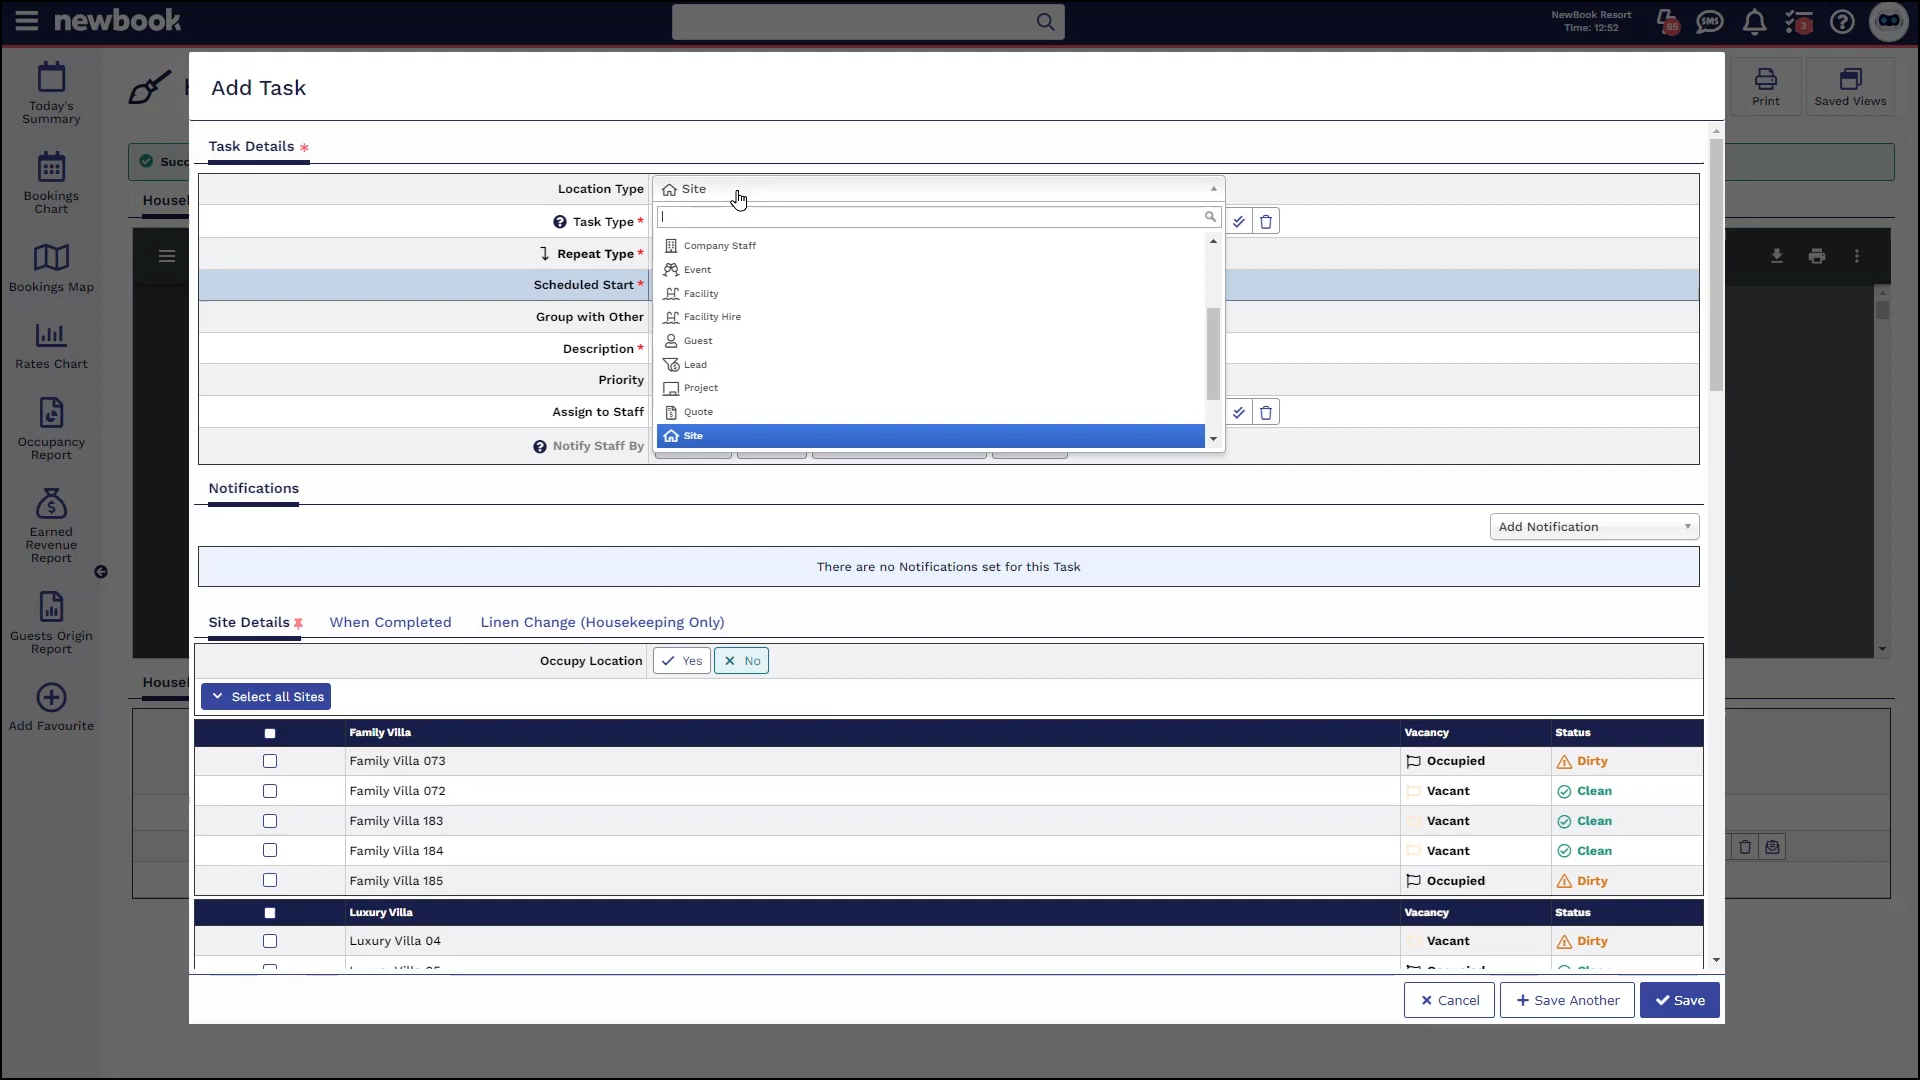 newbook
NewBook Resort
Time: 12:52
85
SMS
3
Today's
Summary
Bookings
Chart
Bookings Map
Rates Chart
Occupancy
Report
Earned
Revenue
Report
Guests Origin
Report
Add Favourite
Print
Saved Views
Succ
Household
Add Task
Task Details *
Location Type
Site
Task Type *
Repeat Type *
Scheduled Start *
Group with Other
Description *
Priority
Assign to Staff
Notify Staff By
Company Staff
Event
Facility
Facility Hire
Guest
Lead
Project
Quote
Site
Notifications
Add Notification
There are no Notifications set for this Task
Site Details
When Completed
Linen Change (Housekeeping Only)
Occupy Location
Yes
No
Select all Sites
Family Villa Vacancy Status
Family Villa 073 Occupied Dirty
Family Villa 072 Vacant Clean
Family Villa 183 Vacant Clean
Family Villa 184 Vacant Clean
Family Villa 185 Occupied Dirty
Luxury Villa Vacancy Status
Luxury Villa 04 Vacant Dirty
Cancel
Save Another
Save